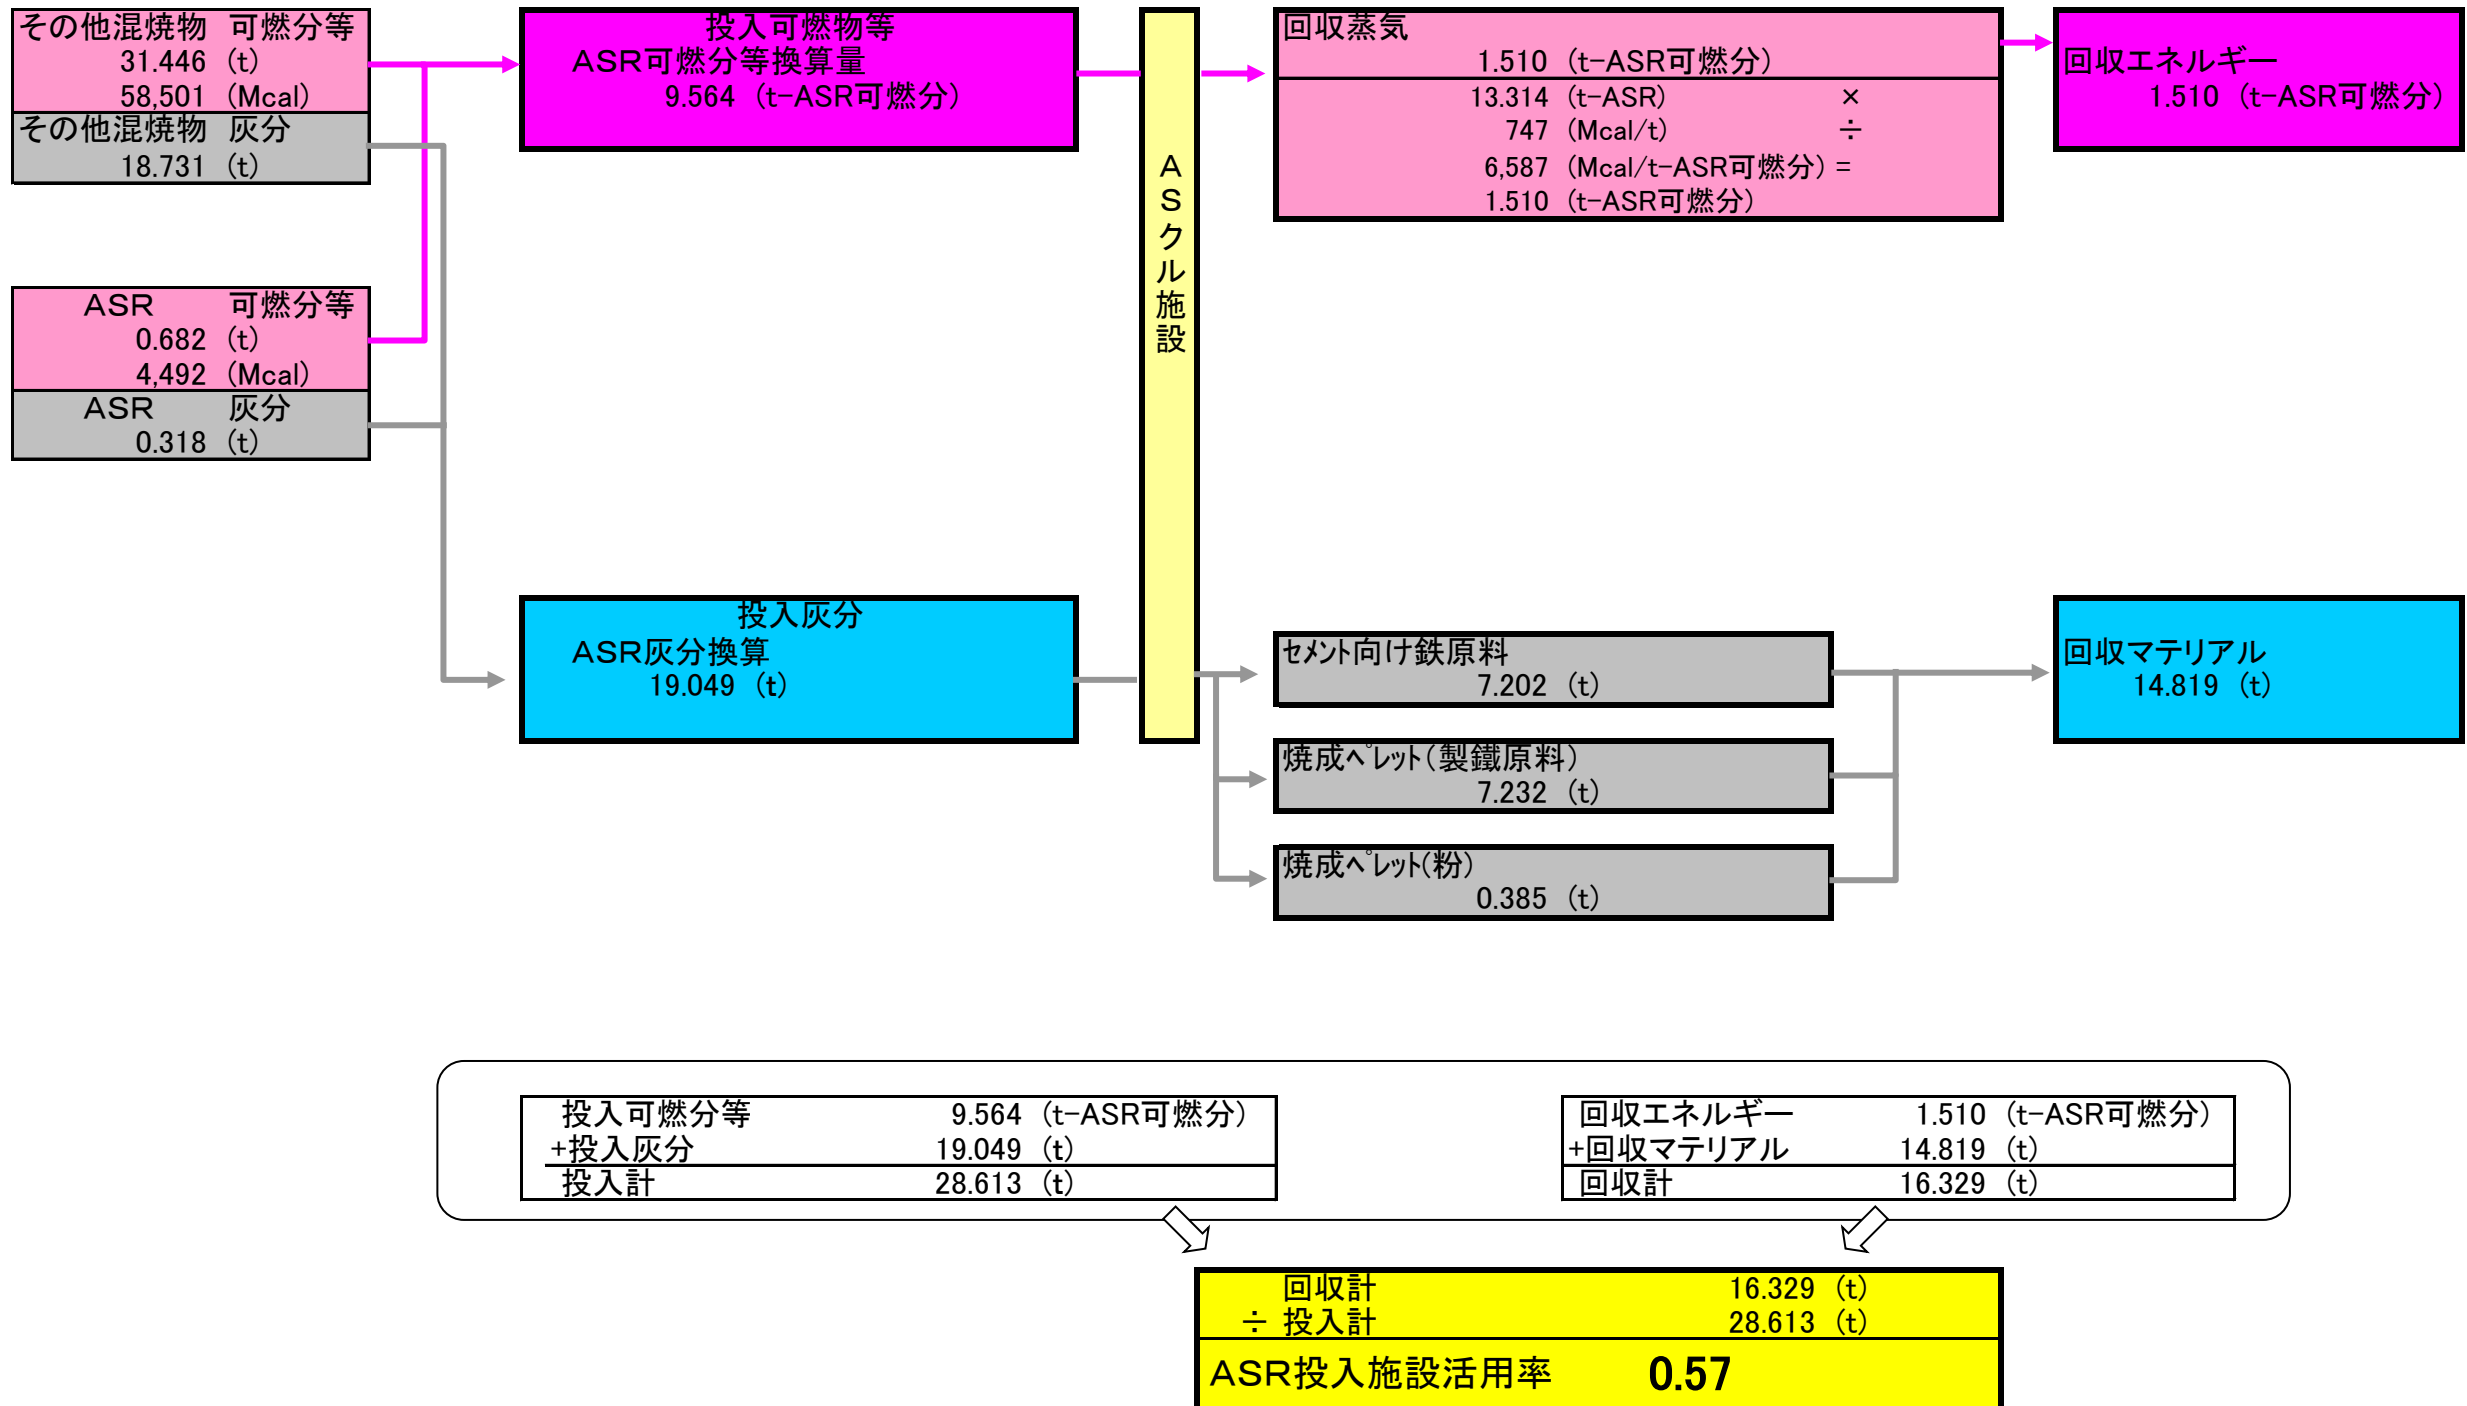 その他混焼物 可燃分等
31.446 (t)
58,501 (Mcal)
その他混焼物 灰分
18.731 (t)
ASR 可燃分等
0.682 (t)
4,492 (Mcal)
ASR 灰分
0.318 (t)
投入可燃物等
ASR可燃分等換算量
9.564 (t-ASR可燃分)
投入灰分
ASR灰分換算
19.049 (t)
ASクル施設
回収蒸気
1.510 (t-ASR可燃分)
13.314 (t-ASR) ×
747 (Mcal/t) ÷
6,587 (Mcal/t-ASR可燃分) =
1.510 (t-ASR可燃分)
回収エネルギー
1.510 (t-ASR可燃分)
ｾﾒﾝﾄ向け鉄原料
7.202 (t)
焼成ﾍﾟﾚｯﾄ(製鐵原料)
7.232 (t)
焼成ﾍﾟﾚｯﾄ(粉)
0.385 (t)
回収マテリアル
14.819 (t)
投入可燃分等 9.564 (t-ASR可燃分)
+投入灰分 19.049 (t)
投入計 28.613 (t)
回収エネルギー 1.510 (t-ASR可燃分)
+回収マテリアル 14.819 (t)
回収計 16.329 (t)
回収計 16.329 (t)
÷ 投入計 28.613 (t)
ASR投入施設活用率 0.57